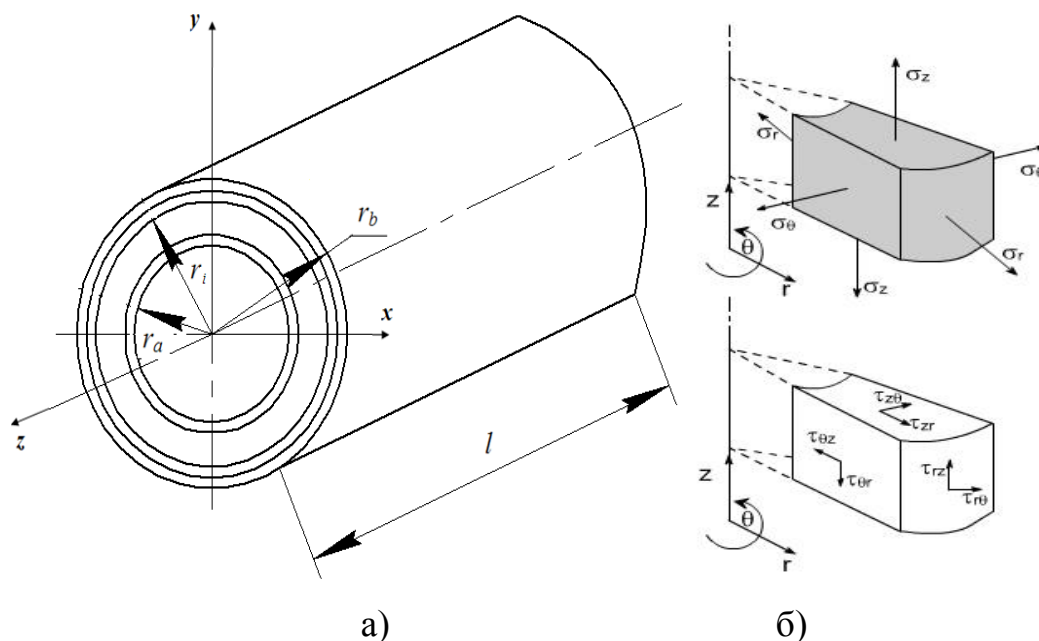 y
r_b
r_i
r_a
x
z
l
а)
σ_z
σ_r
σ_θ
z
σ_θ
θ
σ_r
r
σ_z
τ_zθ
τ_zr
τ_θz
τ_θr
τ_rz
τ_rθ
z
θ
r
б)